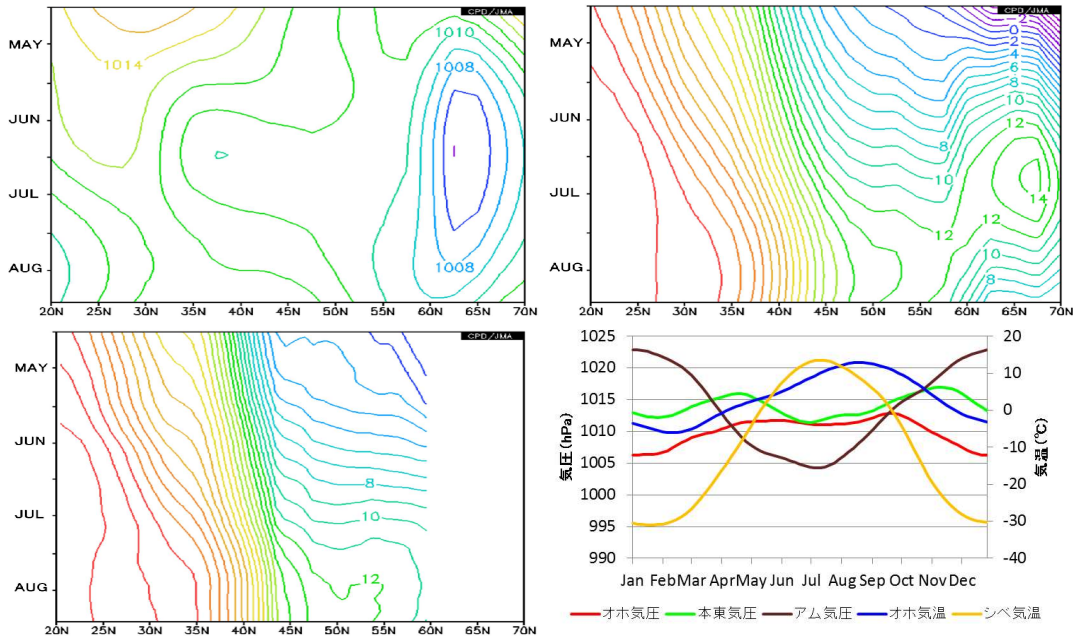 CPD/JMA
1014
1010
1008
1008
MAY
JUN
JUL
AUG
20N 25N 30N 35N 40N 45N 50N 55N 60N 65N 70N
CPD/JMA
-2
0
2
4
6
8
10
12
8
10
14
12
12
10
8
MAY
JUN
JUL
AUG
20N 25N 30N 35N 40N 45N 50N 55N 60N 65N 70N
CPD/JMA
8
10
12
MAY
JUN
JUL
AUG
20N 25N 30N 35N 40N 45N 50N 55N 60N 65N 70N
気圧(hPa)
1025
1020
1015
1010
1005
1000
995
990
20
10
0
-10
-20
-30
-40
気温(℃)
Jan Feb Mar Apr May Jun Jul Aug Sep Oct Nov Dec
オホ気圧 本東気圧 アム気圧 オホ気温 シベ気温